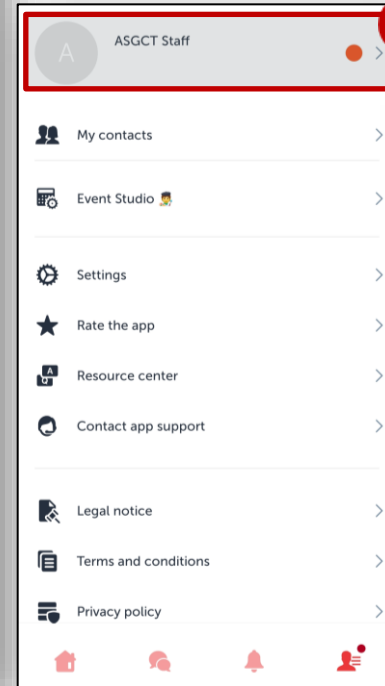 A
ASGCT Staff
My contacts
Event Studio 👨‍🎓
Settings
Rate the app
Resource center
Contact app support
Legal notice
Terms and conditions
Privacy policy